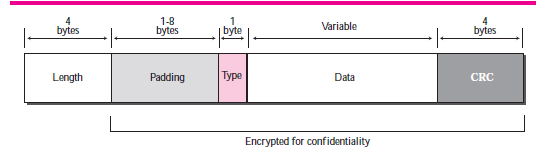 4
bytes
1-8
bytes
1
byte
Variable
4
bytes
Length
Padding
Type
Data
CRC
Encrypted for confidentiality